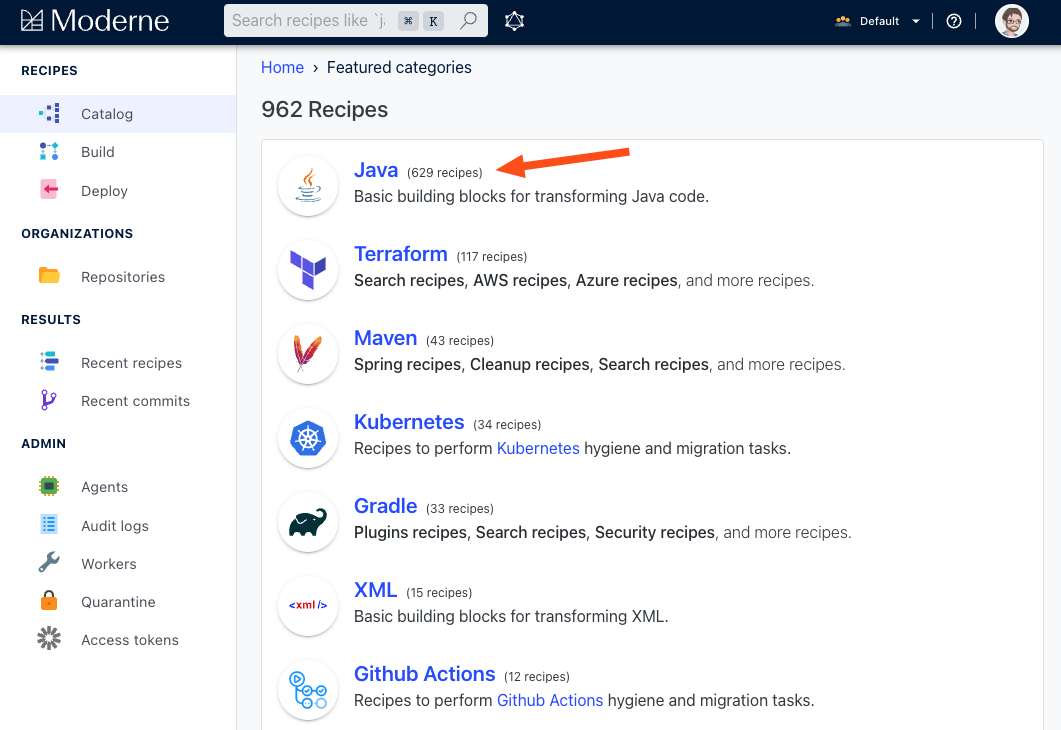 Moderne
Search recipes like `j
⌘ K
Default
RECIPES
Catalog
Build
Deploy
ORGANIZATIONS
Repositories
RESULTS
Recent recipes
Recent commits
ADMIN
Agents
Audit logs
Workers
Quarantine
Access tokens
Home › Featured categories
962 Recipes
Java (629 recipes)
Basic building blocks for transforming Java code.
Terraform (117 recipes)
Search recipes, AWS recipes, Azure recipes, and more recipes.
Maven (43 recipes)
Spring recipes, Cleanup recipes, Search recipes, and more recipes.
Kubernetes (34 recipes)
Recipes to perform Kubernetes hygiene and migration tasks.
Gradle (33 recipes)
Plugins recipes, Search recipes, Security recipes, and more recipes.
<xml/>
XML (15 recipes)
Basic building blocks for transforming XML.
Github Actions (12 recipes)
Recipes to perform Github Actions hygiene and migration tasks.